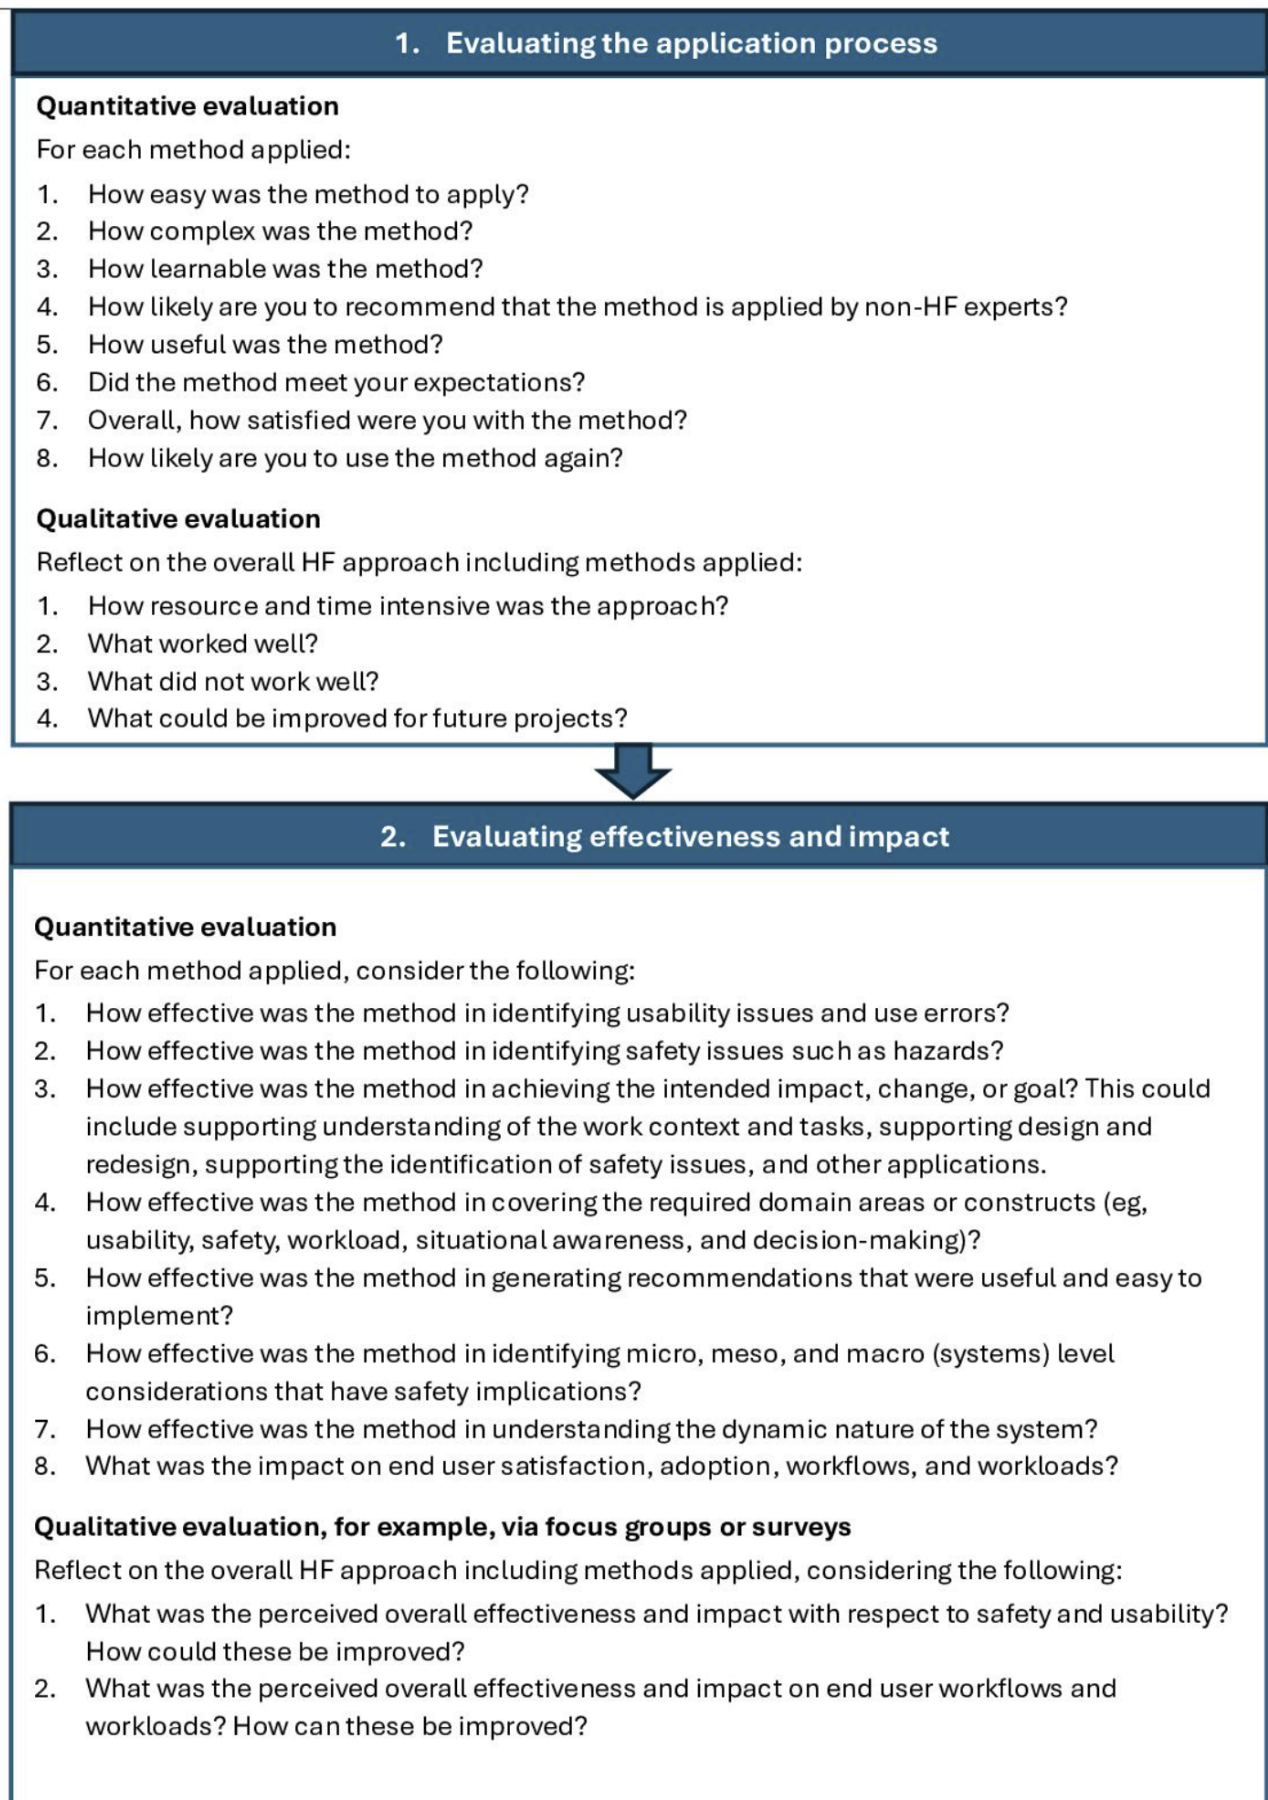 1. Evaluating the application process
Quantitative evaluation
For each method applied:
1. How easy was the method to apply?
2. How complex was the method?
3. How learnable was the method?
4. How likely are you to recommend that the method is applied by non-HF experts?
5. How useful was the method?
6. Did the method meet your expectations?
7. Overall, how satisfied were you with the method?
8. How likely are you to use the method again?
Qualitative evaluation
Reflect on the overall HF approach including methods applied:
1. How resource and time intensive was the approach?
2. What worked well?
3. What did not work well?
4. What could be improved for future projects?
2. Evaluating effectiveness and impact
Quantitative evaluation
For each method applied, consider the following:
1. How effective was the method in identifying usability issues and use errors?
2. How effective was the method in identifying safety issues such as hazards?
3. How effective was the method in achieving the intended impact, change, or goal? This could
include supporting understanding of the work context and tasks, supporting design and
redesign, supporting the identification of safety issues, and other applications.
4. How effective was the method in covering the required domain areas or constructs (eg,
usability, safety, workload, situational awareness, and decision-making)?
5. How effective was the method in generating recommendations that were useful and easy to
implement?
6. How effective was the method in identifying micro, meso, and macro (systems) level
considerations that have safety implications?
7. How effective was the method in understanding the dynamic nature of the system?
8. What was the impact on end user satisfaction, adoption, workflows, and workloads?
Qualitative evaluation, for example, via focus groups or surveys
Reflect on the overall HF approach including methods applied, considering the following:
1. What was the perceived overall effectiveness and impact with respect to safety and usability?
How could these be improved?
2. What was the perceived overall effectiveness and impact on end user workflows and
workloads? How can these be improved?